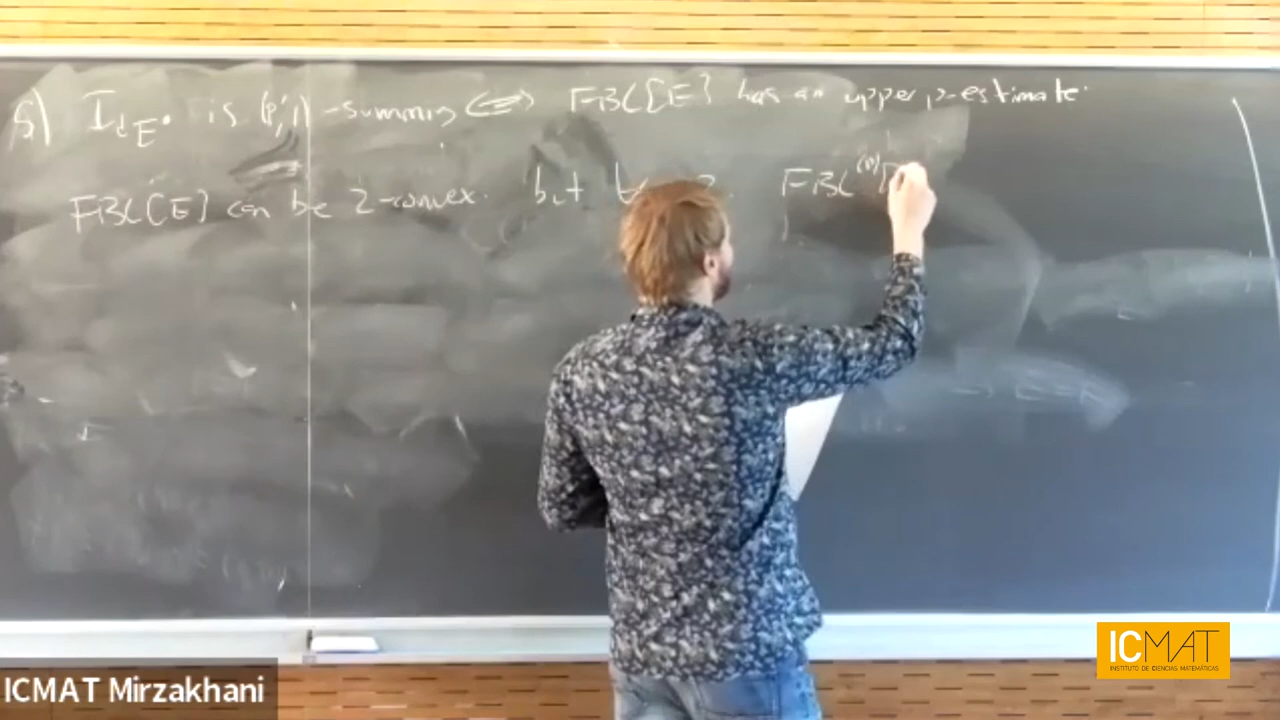 5) Id_{E*} is (p',1)-summing ⟺ FBL[E] has an upper p-estimate.
FBL[E] can be 2-convex. but FBL^{(p)}[
ICMAT
INSTITUTO DE CIENCIAS MATEMÁTICAS
ICMAT Mirzakhani